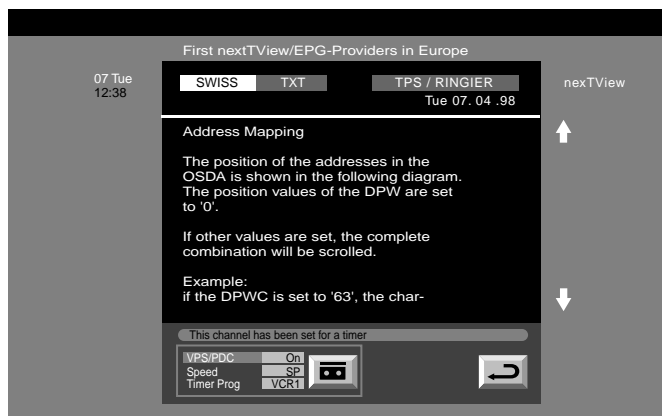 First nextTView/EPG-Providers in Europe
07 Tue
12:38
SWISS TXT TPS / RINGIER nexTView
Tue 07. 04 .98
Address Mapping
The position of the addresses in the
OSDA is shown in the following diagram.
The position values of the DPW are set
to '0'.
If other values are set, the complete
combination will be scrolled.
Example:
if the DPWC is set to '63', the char-
This channel has been set for a timer
VPS/PDC On
Speed SP
Timer Prog VCR1